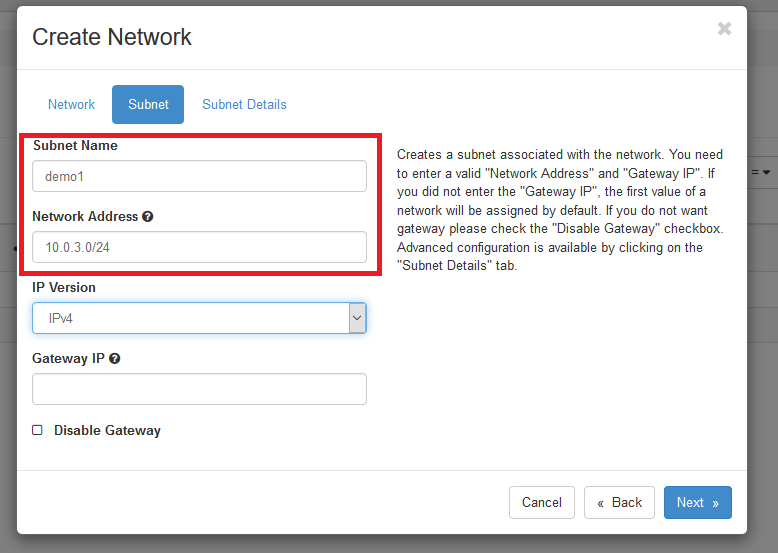 Create Network
×
Network Subnet Subnet Details
Subnet Name
demo1
Network Address ?
10.0.3.0/24
IP Version
IPv4
Gateway IP ?
Disable Gateway
Creates a subnet associated with the network. You need
to enter a valid "Network Address" and "Gateway IP". If
you did not enter the "Gateway IP", the first value of a
network will be assigned by default. If you do not want
gateway please check the "Disable Gateway" checkbox.
Advanced configuration is available by clicking on the
"Subnet Details" tab.
=
Cancel « Back Next »